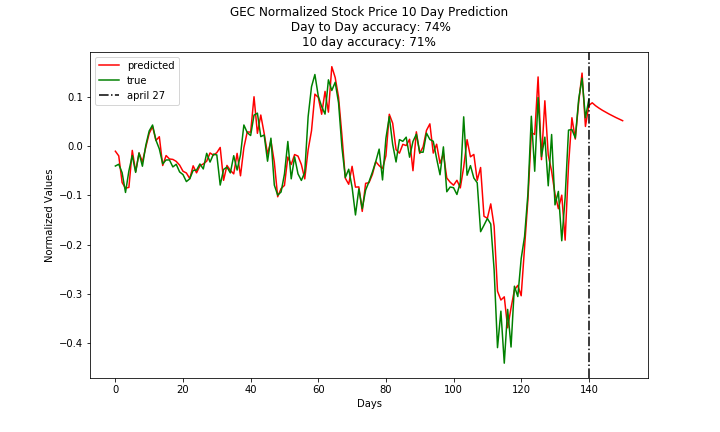 GEC Normalized Stock Price 10 Day Prediction
Day to Day accuracy: 74%
10 day accuracy: 71%
predicted
true
april 27
Normalized Values
0.1
0.0
−0.1
−0.2
−0.3
−0.4
0 20 40 60 80 100 120 140
Days